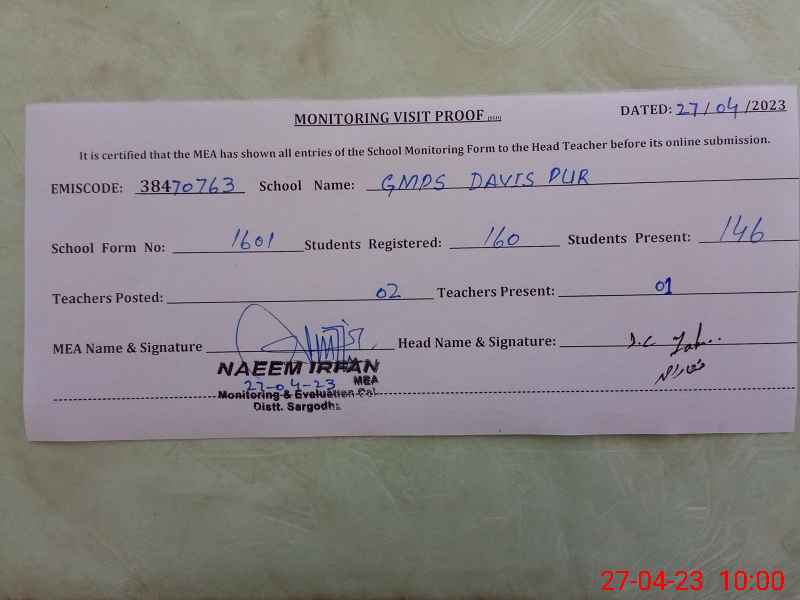 MONITORING VISIT PROOF
DATED: 27/04/2023
It is certified that the MEA has shown all entries of the School Monitoring Form to the Head Teacher before its online submission.
EMISCODE: 38470763 School Name: GMPS DAVIS PUR
School Form No: 1601 Students Registered: 160 Students Present: 146
Teachers Posted: 02 Teachers Present: 01
MEA Name & Signature Head Name & Signature:
NAEEM IRFAN
27-04-23 MEA
Monitoring & Evaluation
Distt. Sargodha
27-04-23 10:00